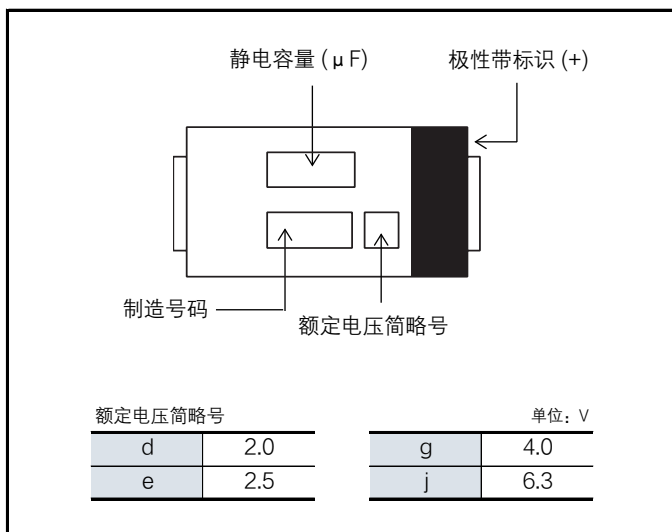 静电容量 (μF) 极性带标识 (+)
制造号码
额定电压简略号
额定电压简略号 单位：V
d 2.0 g 4.0
e 2.5 j 6.3